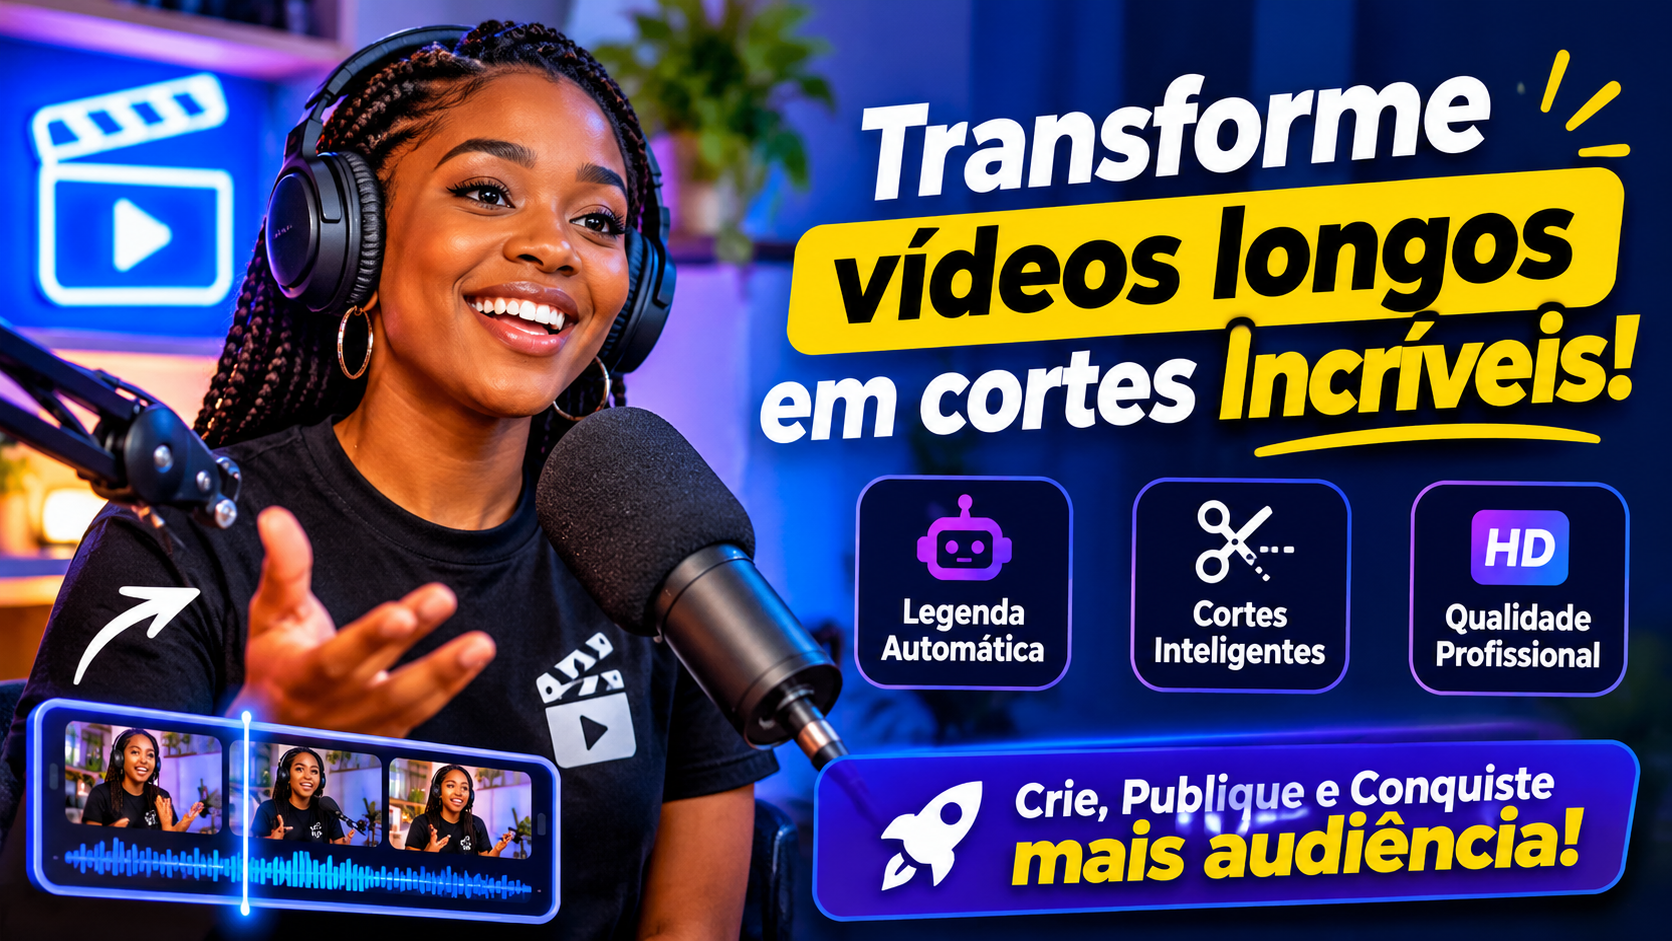 Transforme
vídeos longos
em cortes Incríveis!
Legenda
Automática
Cortes
Inteligentes
HD
Qualidade
Profissional
Crie, Publique e Conquiste
mais audiência!